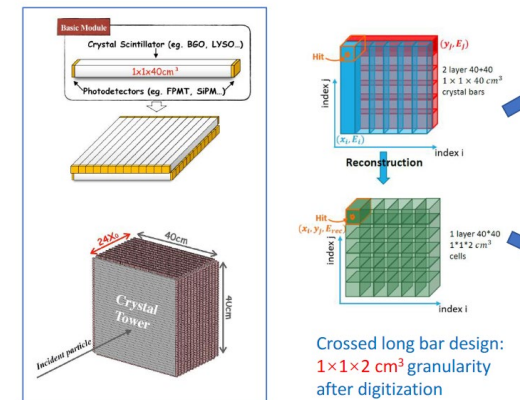 Basic Module
Crystal Scintillator (eg. BGO, LYSO…)
1x1x40cm³
Photodetectors (eg. FPMT, SiPM…)
24X₀
40cm
40cm
Crystal
Tower
Incident particle
Hit
(yⱼ, Eⱼ)
2 layer 40+40
1 × 1 × 40 cm³
crystal bars
index j
(xᵢ, Eᵢ)
index i
Reconstruction
Hit
(xᵢ, yⱼ, Eᵣₑc)
1 layer 40*40
1*1*2 cm³
cells
index j
index i
Crossed long bar design:
1×1×2 cm³ granularity
after digitization